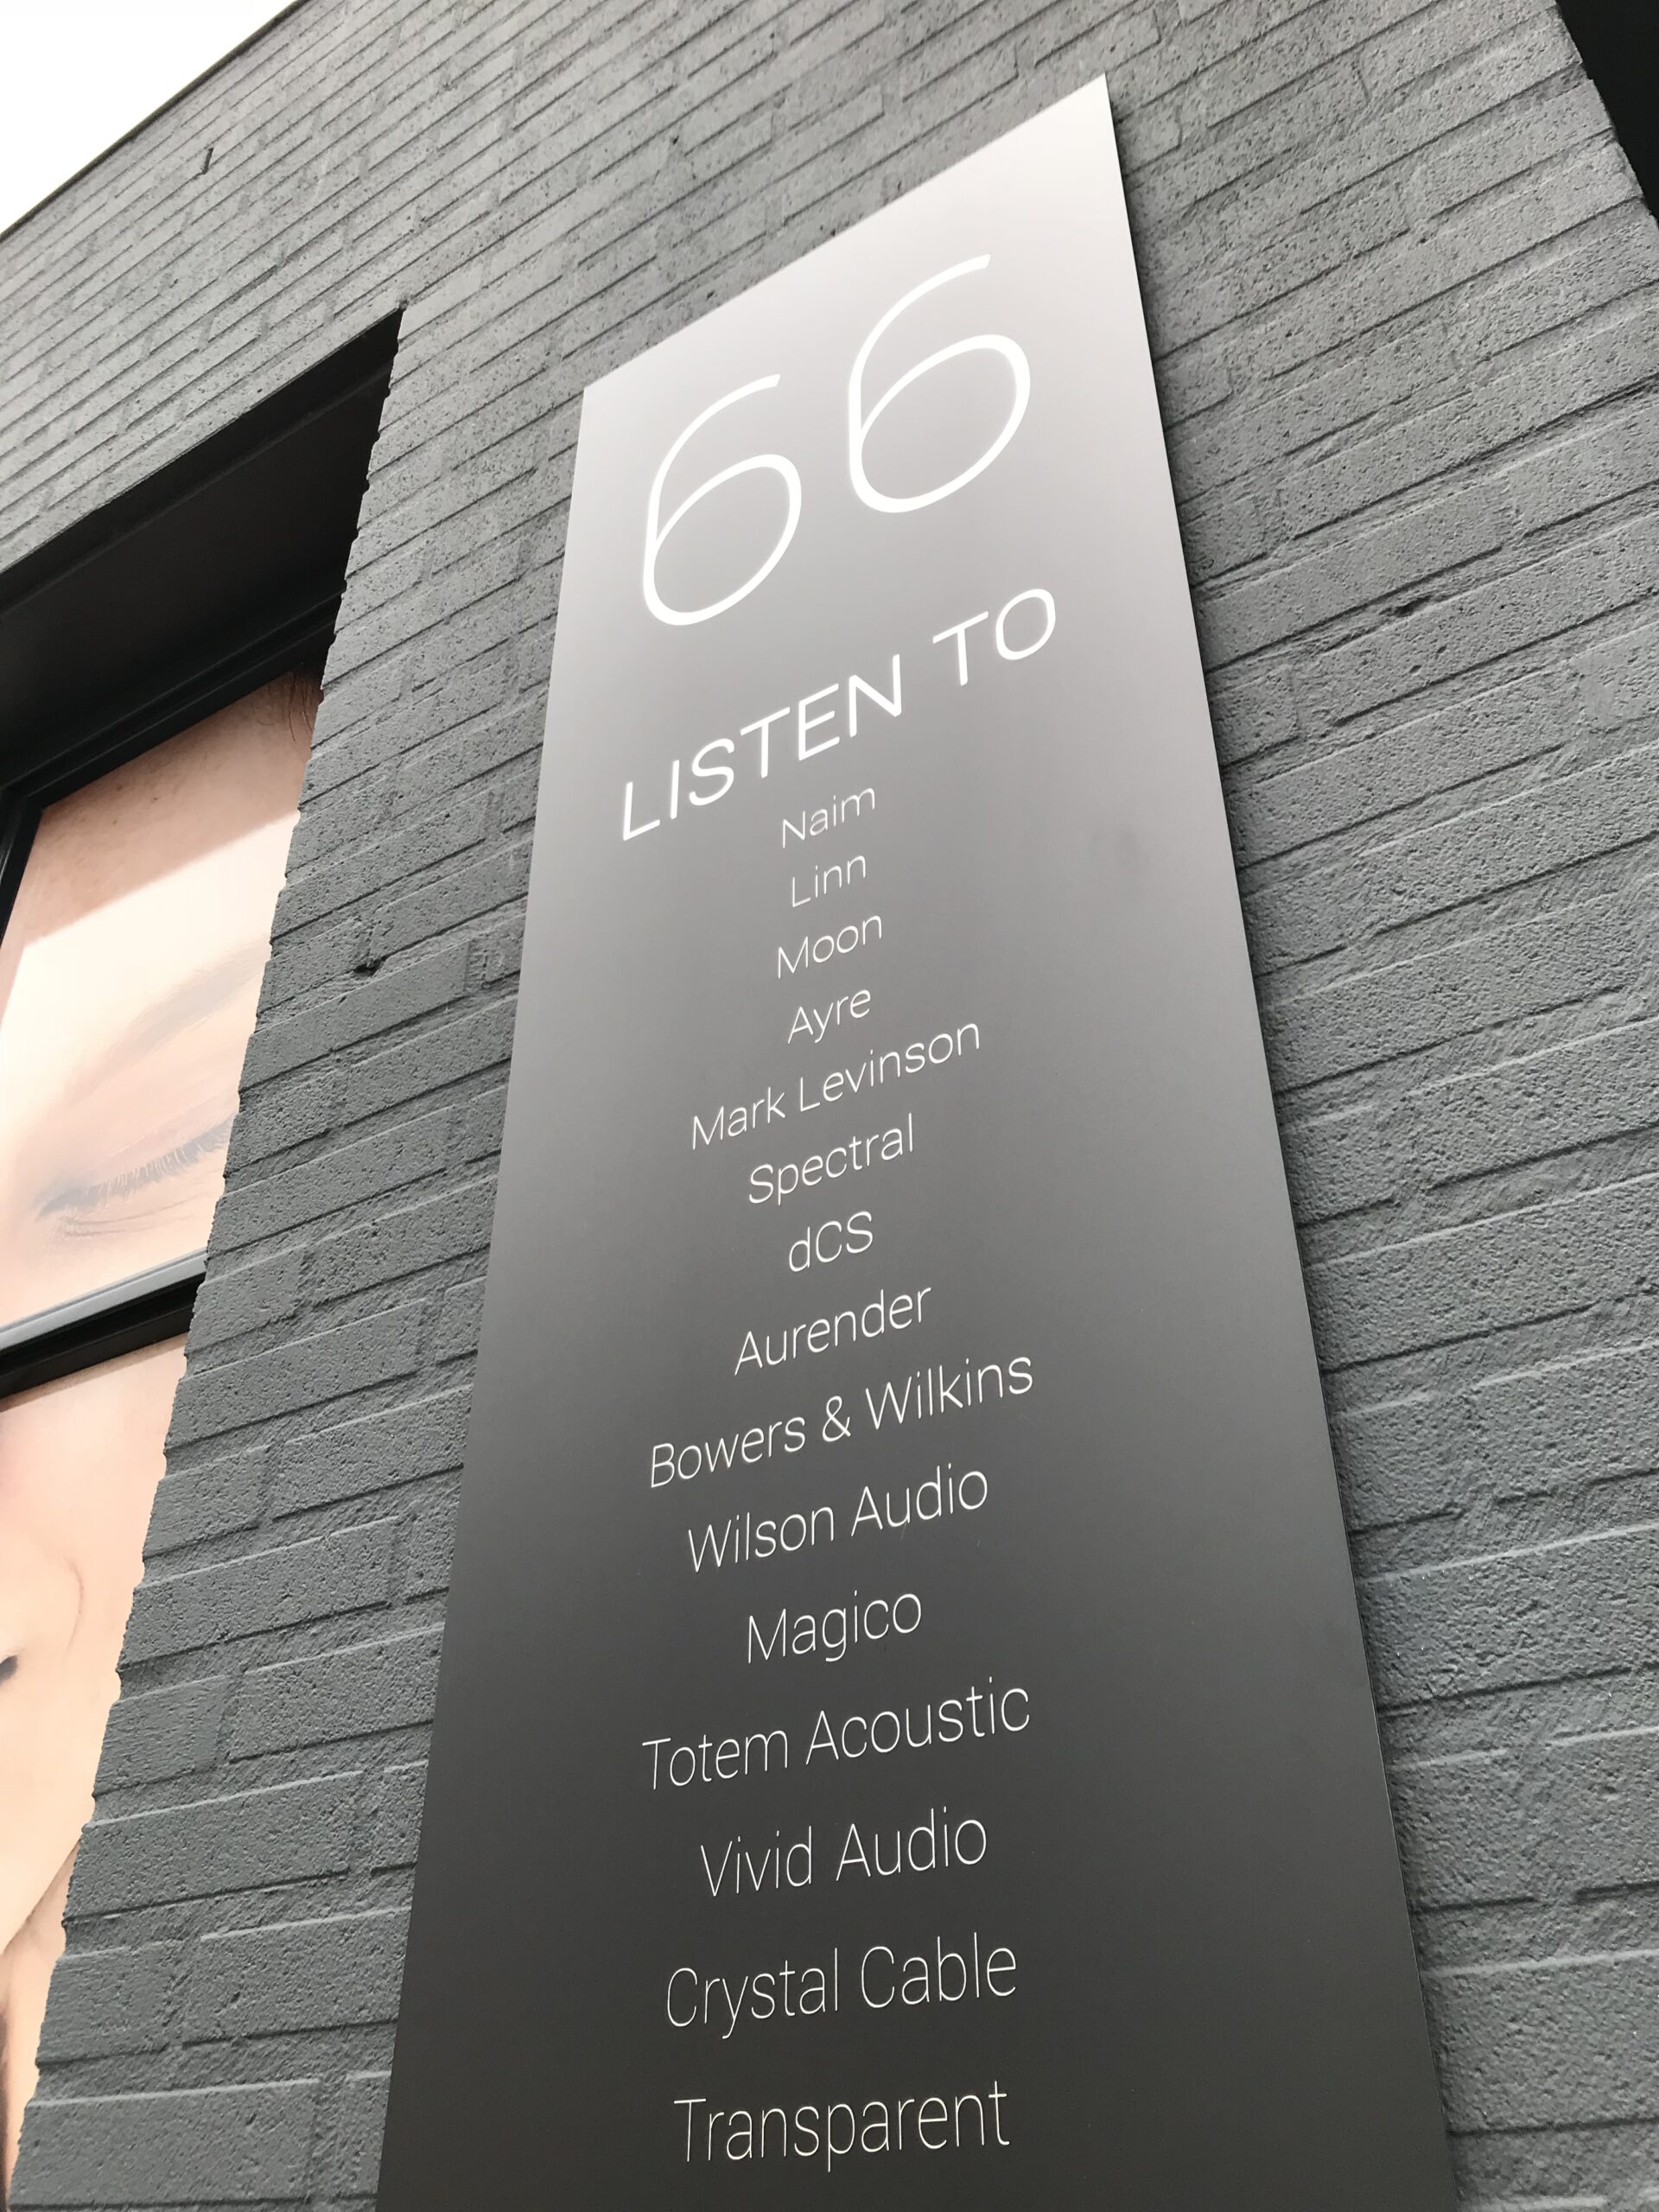 66
LISTEN TO
Naim
Linn
Moon
Ayre
Mark Levinson
Spectral
dCS
Aurender
Bowers & Wilkins
Wilson Audio
Magico
Totem Acoustic
Vivid Audio
Crystal Cable
Transparent